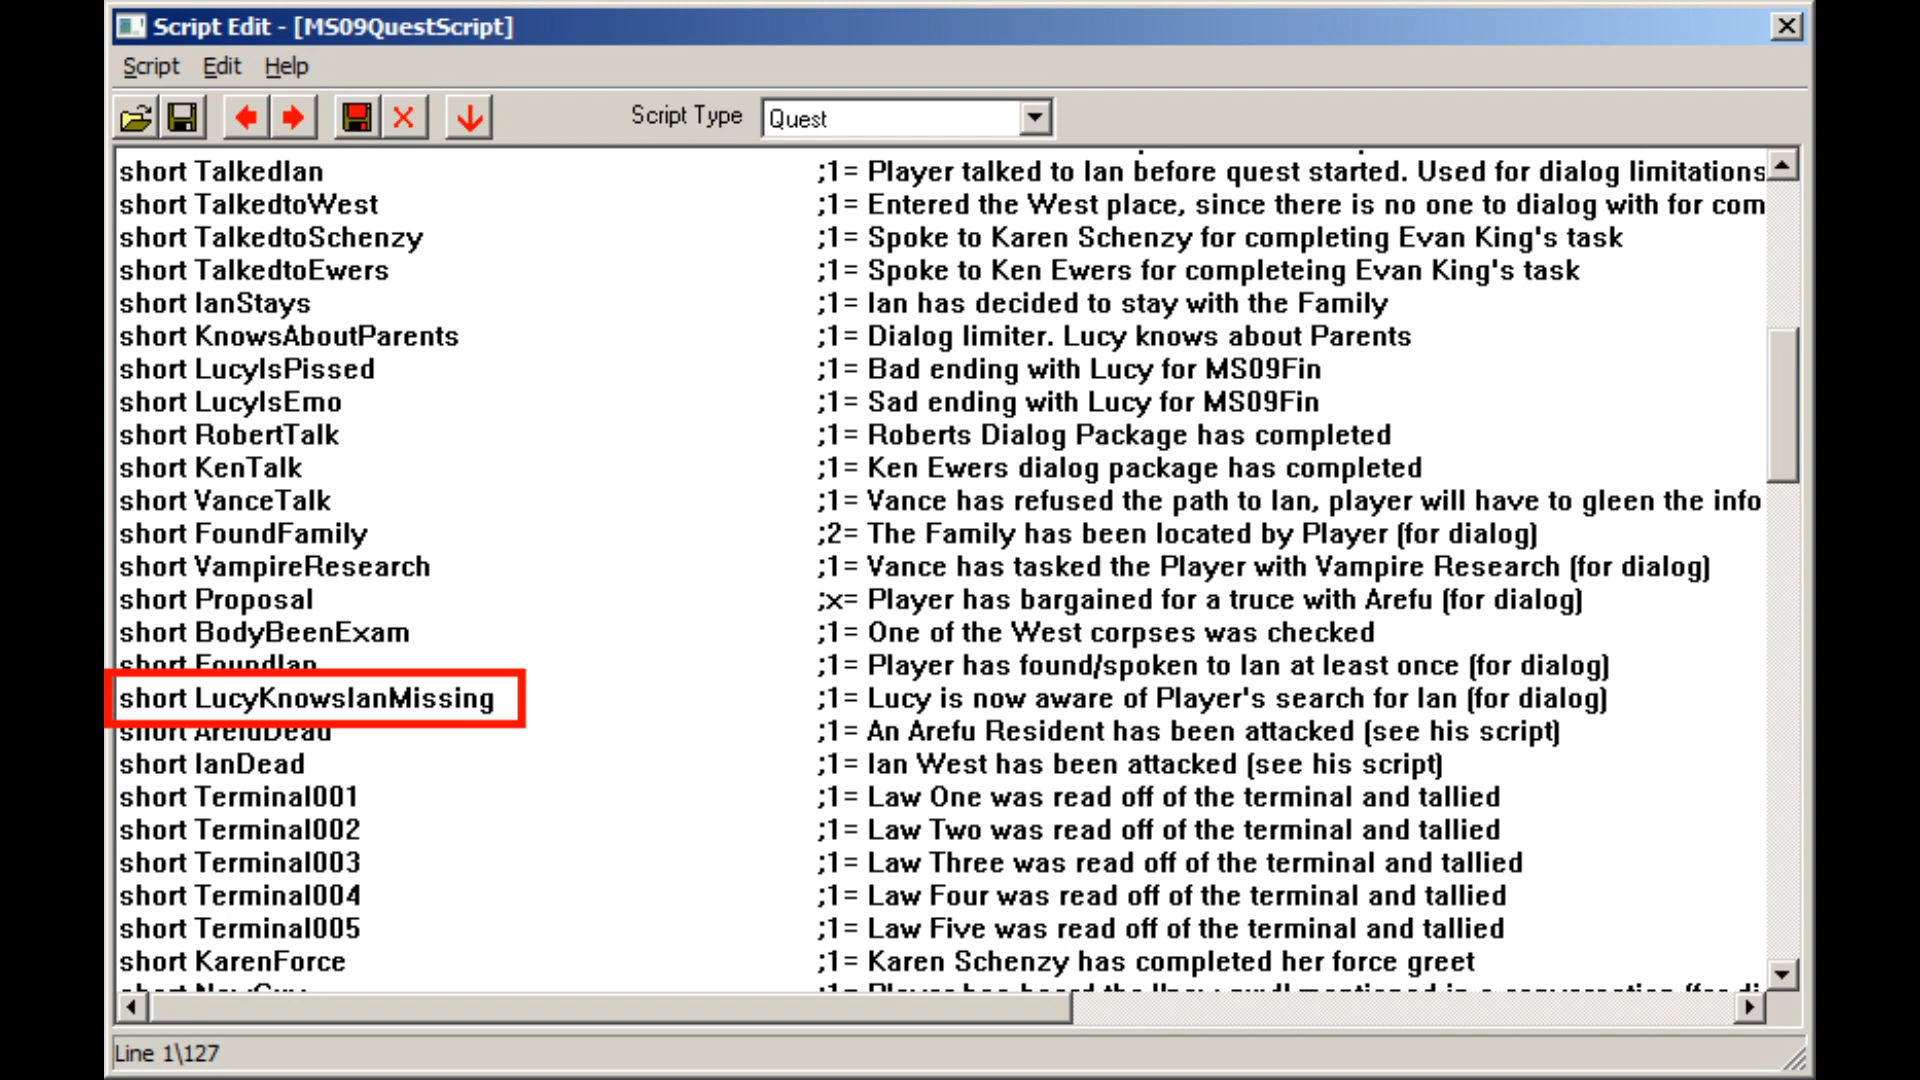 Script Edit - [MS09QuestScript]
Script Edit Help
Script Type Quest
short TalkedIan ;1= Player talked to Ian before quest started. Used for dialog limitations
short TalkedtoWest ;1= Entered the West place, since there is no one to dialog with for com
short TalkedtoSchenzy ;1= Spoke to Karen Schenzy for completing Evan King's task
short TalkedtoEwers ;1= Spoke to Ken Ewers for completeing Evan King's task
short IanStays ;1= Ian has decided to stay with the Family
short KnowsAboutParents ;1= Dialog limiter. Lucy knows about Parents
short LucyIsPissed ;1= Bad ending with Lucy for MS09Fin
short LucyIsEmo ;1= Sad ending with Lucy for MS09Fin
short RobertTalk ;1= Roberts Dialog Package has completed
short KenTalk ;1= Ken Ewers dialog package has completed
short VanceTalk ;1= Vance has refused the path to Ian, player will have to gleen the info
short FoundFamily ;2= The Family has been located by Player (for dialog)
short VampireResearch ;1= Vance has tasked the Player with Vampire Research (for dialog)
short Proposal ;x= Player has bargained for a truce with Arefu (for dialog)
short BodyBeenExam ;1= One of the West corpses was checked
short FoundIan ;1= Player has found/spoken to Ian at least once (for dialog)
short LucyKnowsIanMissing ;1= Lucy is now aware of Player's search for Ian (for dialog)
short ArefuDead ;1= An Arefu Resident has been attacked (see his script)
short IanDead ;1= Ian West has been attacked (see his script)
short Terminal001 ;1= Law One was read off of the terminal and tallied
short Terminal002 ;1= Law Two was read off of the terminal and tallied
short Terminal003 ;1= Law Three was read off of the terminal and tallied
short Terminal004 ;1= Law Four was read off of the terminal and tallied
short Terminal005 ;1= Law Five was read off of the terminal and tallied
short KarenForce ;1= Karen Schenzy has completed her force greet
Line 1\127